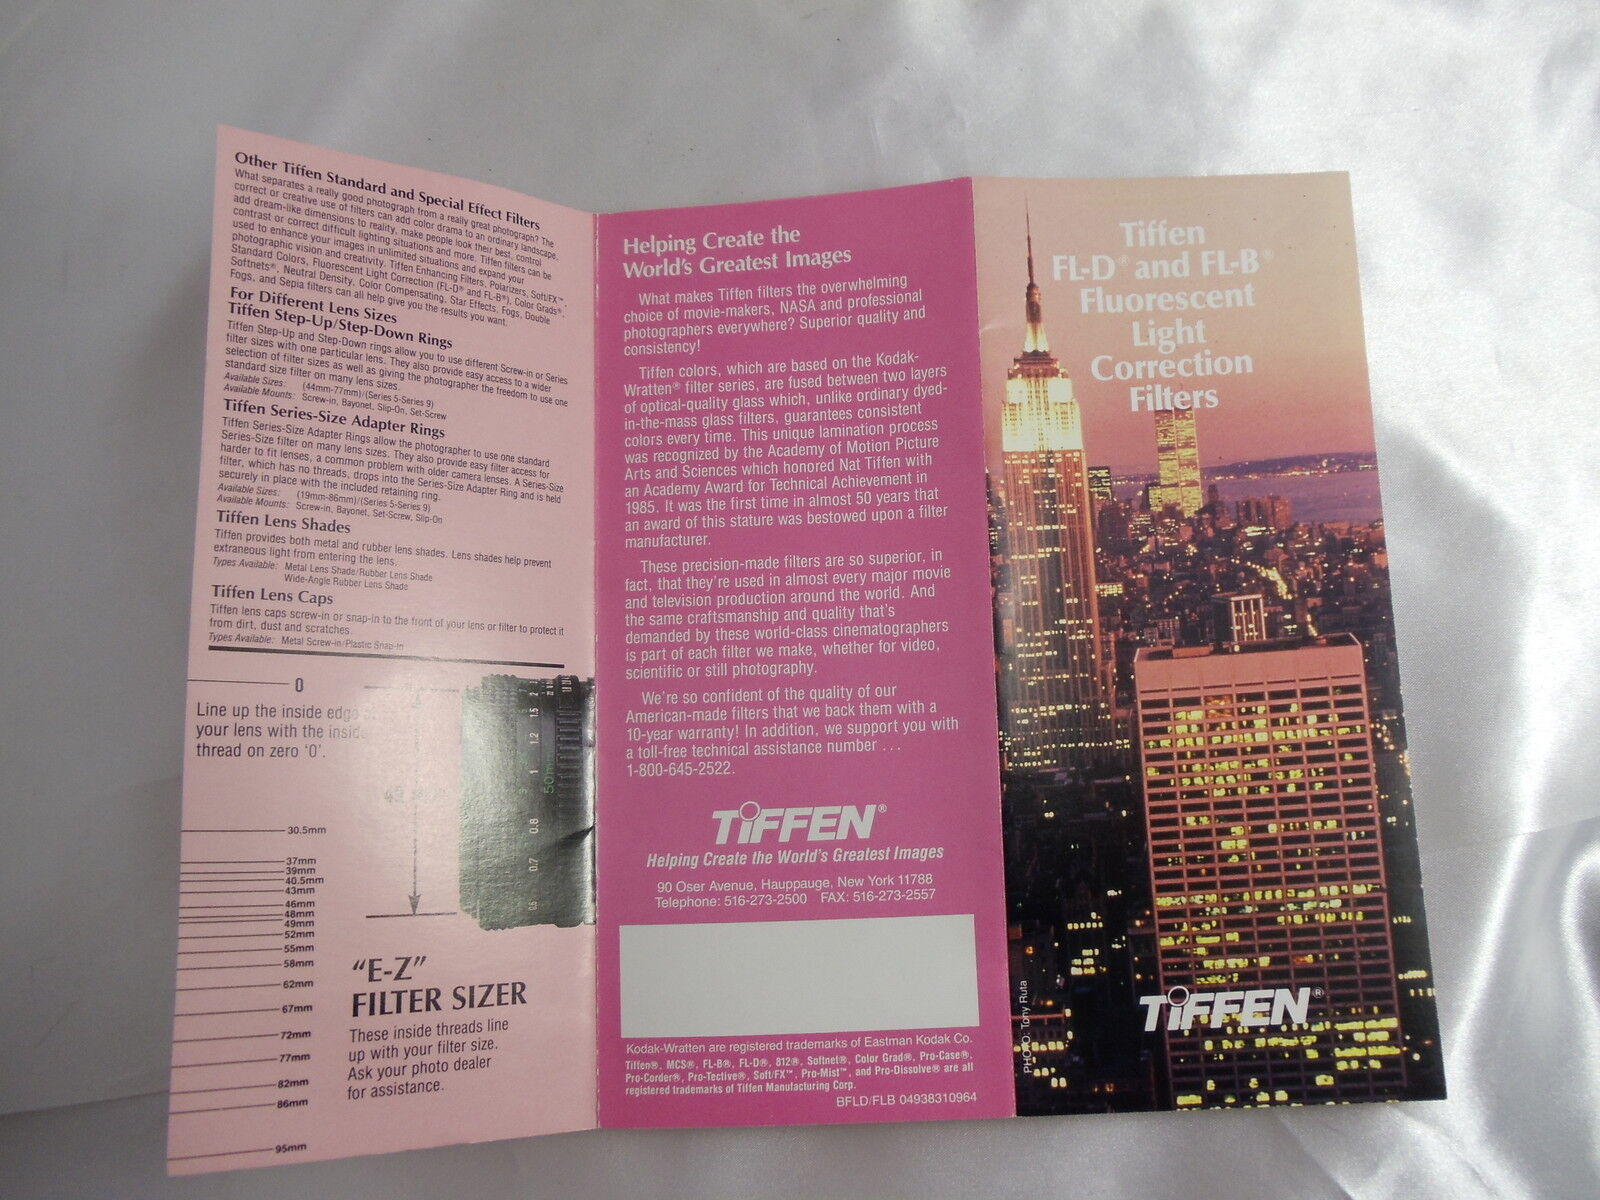 Other Tiffen Standard and Special Effect Filters
What separates a really good photograph from a really great photograph? The
correct or creative use of filters can add color drama to an ordinary landscape,
add dream-like dimensions to reality, make people look their best, control
contrast or correct difficult lighting situations and more. Tiffen filters can be
used to enhance your images in unlimited situations and expand your
photographic vision and creativity. Tiffen Enhancing Filters, Polarizers, Soft/FX™,
Standard Colors, Fluorescent Light Correction (FL-D® and FL-B®), Color Grads®,
Softnets®, Neutral Density, Color Compensating, Star Effects, Fogs, Double
Fogs, and Sepia filters can all help give you the results you want.
For Different Lens Sizes
Tiffen Step-Up/Step-Down Rings
Tiffen Step-Up and Step-Down rings allow you to use different Screw-in or Series
filter sizes with one particular lens. They also provide easy access to a wider
selection of filter sizes as well as giving the photographer the freedom to use one
standard size filter on many lens sizes.
Available Sizes: (44mm-77mm)/(Series 5-Series 9)
Available Mounts: Screw-in, Bayonet, Slip-On, Set-Screw
Tiffen Series-Size Adapter Rings
Tiffen Series-Size Adapter Rings allow the photographer to use one standard
Series-Size filter on many lens sizes. They also provide easy filter access for
harder to fit lenses, a common problem with older camera lenses. A Series-Size
filter, which has no threads, drops into the Series-Size Adapter Ring and is held
securely in place with the included retaining ring.
Available Sizes: (19mm-86mm)/(Series 5-Series 9)
Available Mounts: Screw-in, Bayonet, Set-Screw, Slip-On
Tiffen Lens Shades
Tiffen provides both metal and rubber lens shades. Lens shades help prevent
extraneous light from entering the lens.
Types Available: Metal Lens Shade/Rubber Lens Shade
Wide-Angle Rubber Lens Shade
Tiffen Lens Caps
Tiffen lens caps screw-in or snap-in to the front of your lens or filter to protect it
from dirt, dust and scratches.
Types Available: Metal Screw-in/Plastic Snap-in
0
Line up the inside edge
your lens with the inside
thread on zero '0'.
30.5mm
37mm
39mm
40.5mm
43mm
46mm
48mm
49mm
52mm
55mm
58mm
62mm
67mm
72mm
77mm
82mm
86mm
95mm
"E-Z"
FILTER SIZER
These inside threads line
up with your filter size.
Ask your photo dealer
for assistance.
2
1.5
1.2
1
0.8
0.7
Helping Create the
World's Greatest Images
What makes Tiffen filters the overwhelming
choice of movie-makers, NASA and professional
photographers everywhere? Superior quality and
consistency!
Tiffen colors, which are based on the Kodak-
Wratten® filter series, are fused between two layers
of optical-quality glass which, unlike ordinary dyed-
in-the-mass glass filters, guarantees consistent
colors every time. This unique lamination process
was recognized by the Academy of Motion Picture
Arts and Sciences which honored Nat Tiffen with
an Academy Award for Technical Achievement in
1985. It was the first time in almost 50 years that
an award of this stature was bestowed upon a filter
manufacturer.
These precision-made filters are so superior, in
fact, that they're used in almost every major movie
and television production around the world. And
the same craftsmanship and quality that's
demanded by these world-class cinematographers
is part of each filter we make, whether for video,
scientific or still photography.
We're so confident of the quality of our
American-made filters that we back them with a
10-year warranty! In addition, we support you with
a toll-free technical assistance number ...
1-800-645-2522.
TIFFEN®
Helping Create the World's Greatest Images
90 Oser Avenue, Hauppauge, New York 11788
Telephone: 516-273-2500 FAX: 516-273-2557
Kodak-Wratten are registered trademarks of Eastman Kodak Co.
Tiffen®, MCS®, FL-B®, FL-D®, 812®, Softnet®, Color Grad®, Pro-Case®,
Pro-Corder®, Pro-Tective®, Soft/FX™, Pro-Mist™, and Pro-Dissolve® are all
registered trademarks of Tiffen Manufacturing Corp.
BFLD/FLB 04938310964
Tiffen
FL-D® and FL-B®
Fluorescent
Light
Correction
Filters
PHOTO: Tony Ruta
TIFFEN®